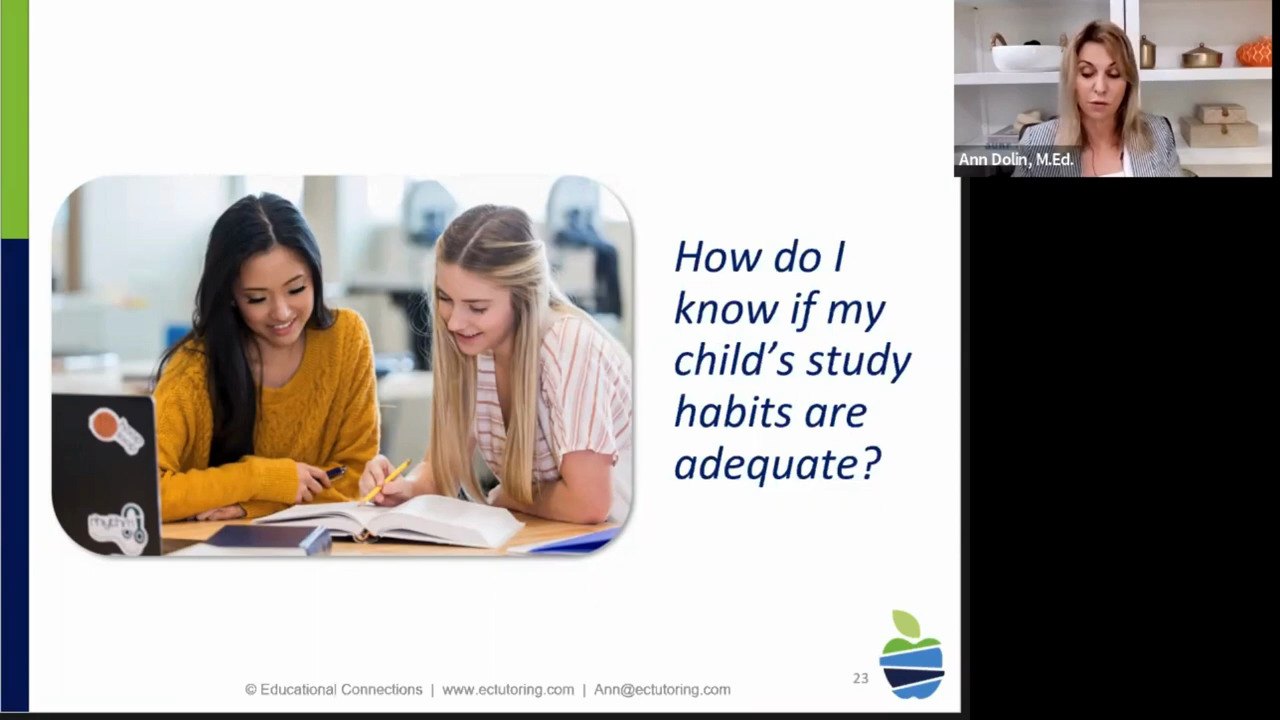 Ann Dolin, M.Ed.
How do I
know if my
child's study
habits are
adequate?
rhythm
© Educational Connections | www.ectutoring.com | Ann@ectutoring.com
23